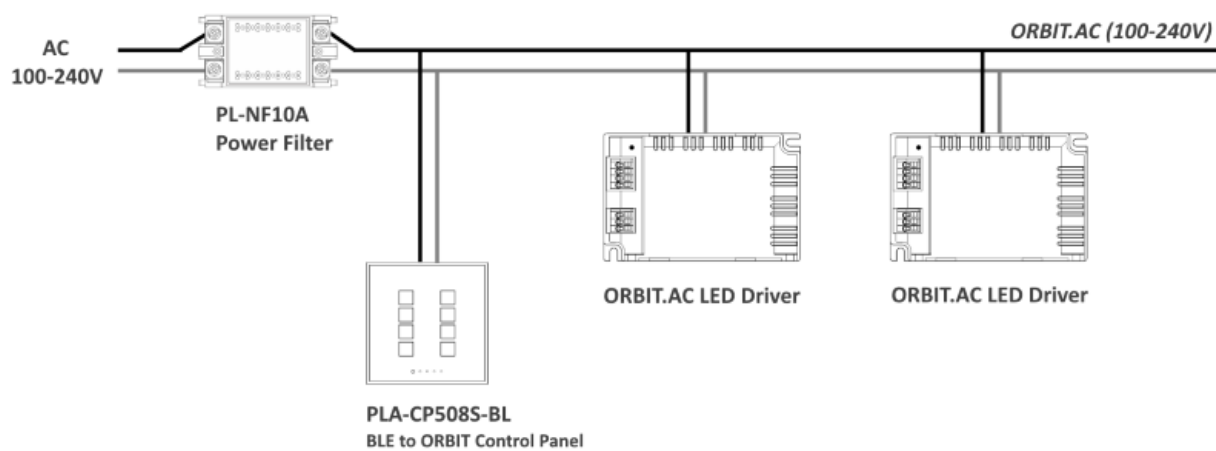 ORBIT.AC (100-240V)
AC
100-240V
PL-NF10A
Power Filter
ORBIT.AC LED Driver
ORBIT.AC LED Driver
PLA-CP508S-BL
BLE to ORBIT Control Panel